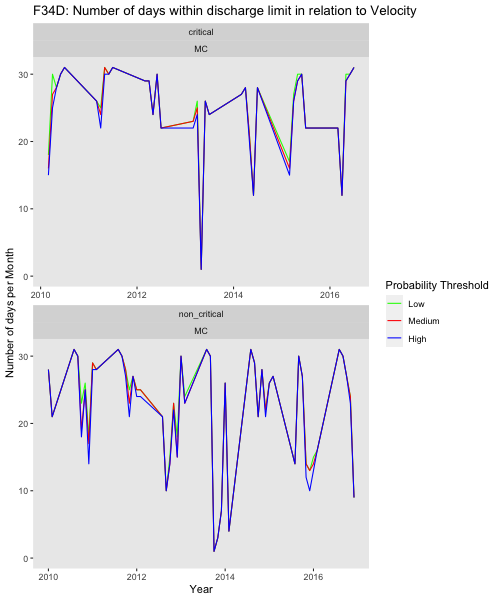 F34D: Number of days within discharge limit in relation to Velocity
critical
MC
30
20
10
0
2010 2012 2014 2016
non_critical
MC
30
20
10
0
2010 2012 2014 2016
Year
Number of days per Month
Probability Threshold
Low
Medium
High